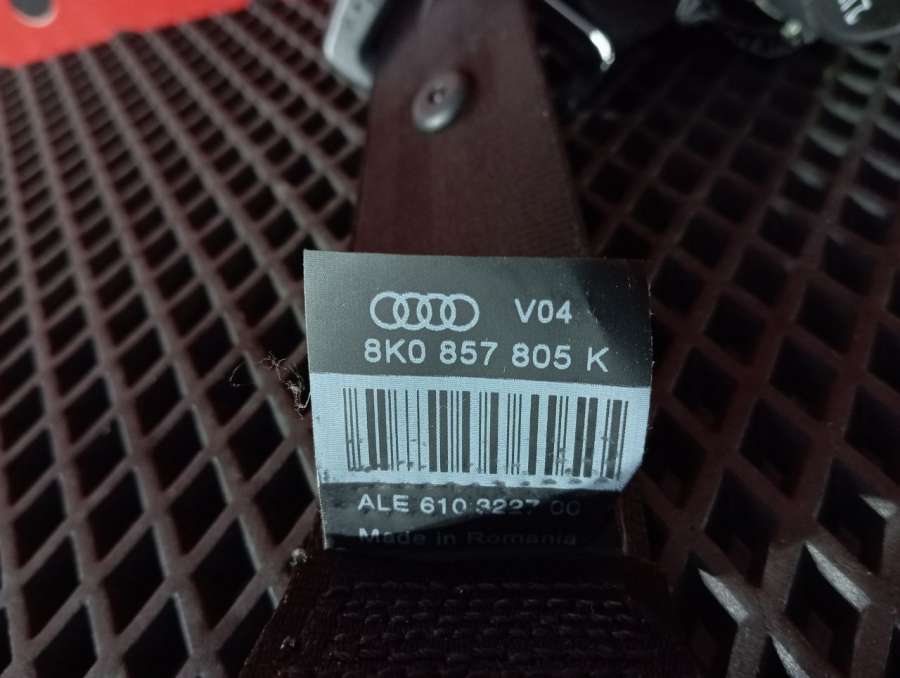 V04
8K0 857 805 K
ALE 610 3227 00
Made in Romania